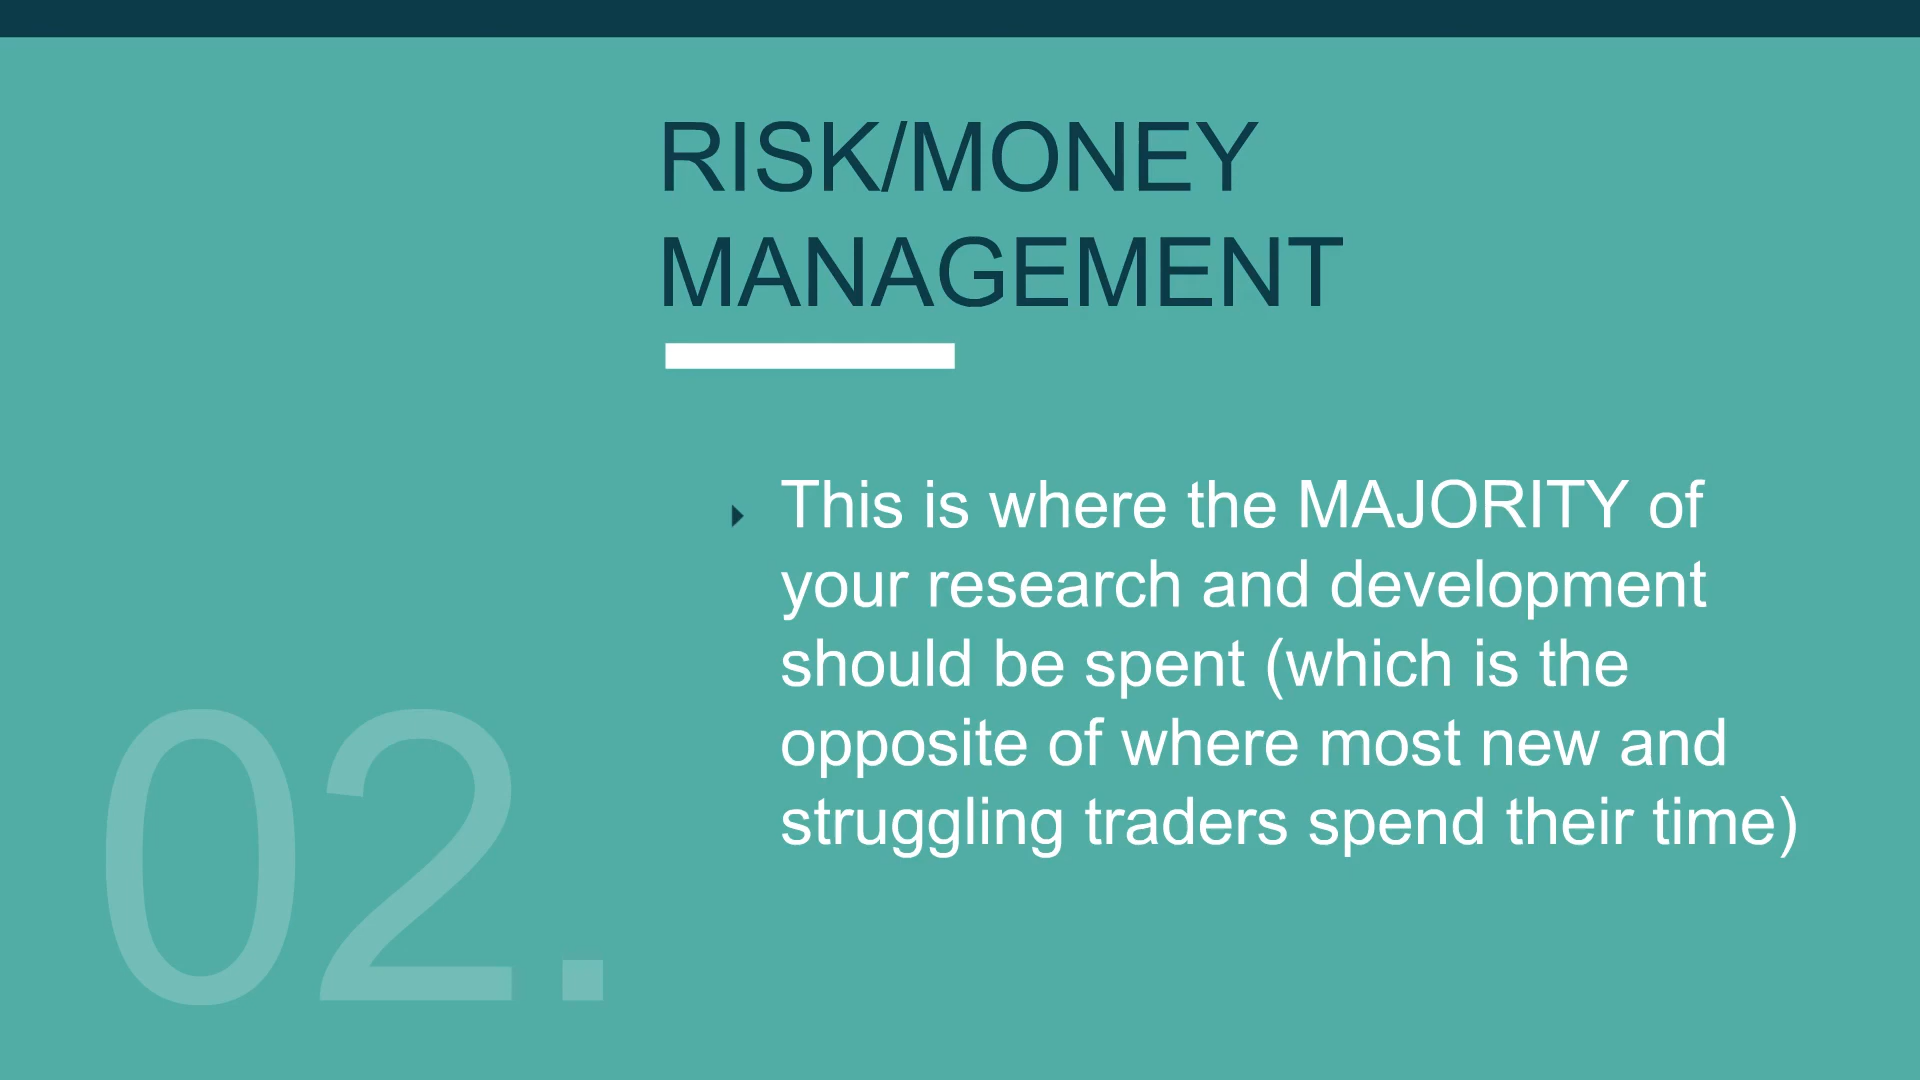 RISK/MONEY
MANAGEMENT
This is where the MAJORITY of
your research and development
should be spent (which is the
opposite of where most new and
struggling traders spend their time)
02.